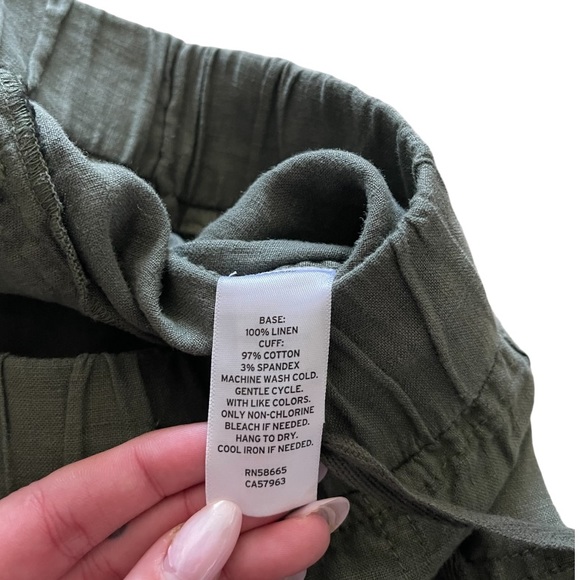 BASE:
100% LINEN
CUFF:
97% COTTON
3% SPANDEX
MACHINE WASH COLD.
GENTLE CYCLE.
WITH LIKE COLORS.
ONLY NON-CHLORINE
BLEACH IF NEEDED.
HANG TO DRY.
COOL IRON IF NEEDED.
RN58665
CA57963